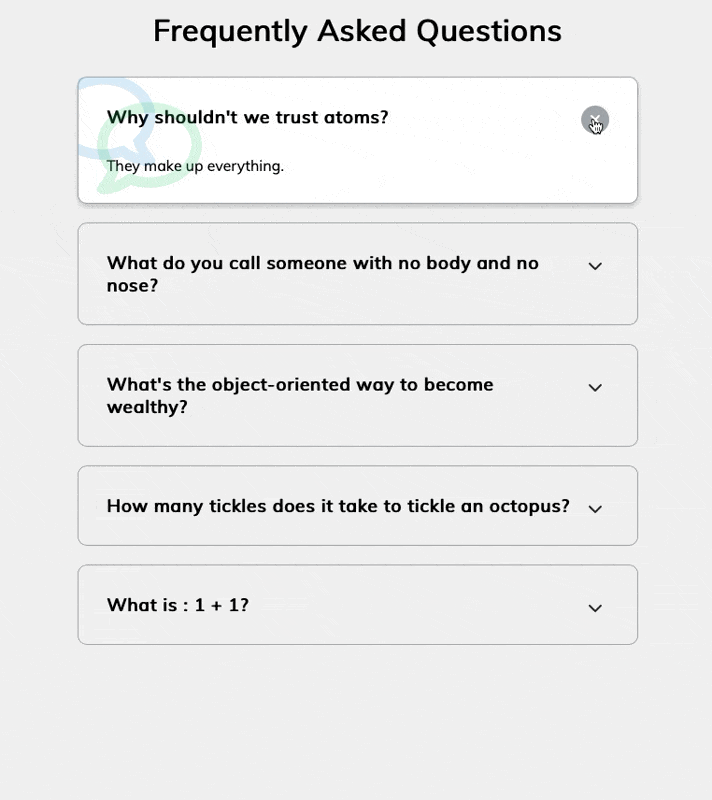 Frequently Asked Questions
Why shouldn't we trust atoms?
They make up everything.
What do you call someone with no body and no
nose?
What's the object-oriented way to become
wealthy?
How many tickles does it take to tickle an octopus?
What is : 1 + 1?